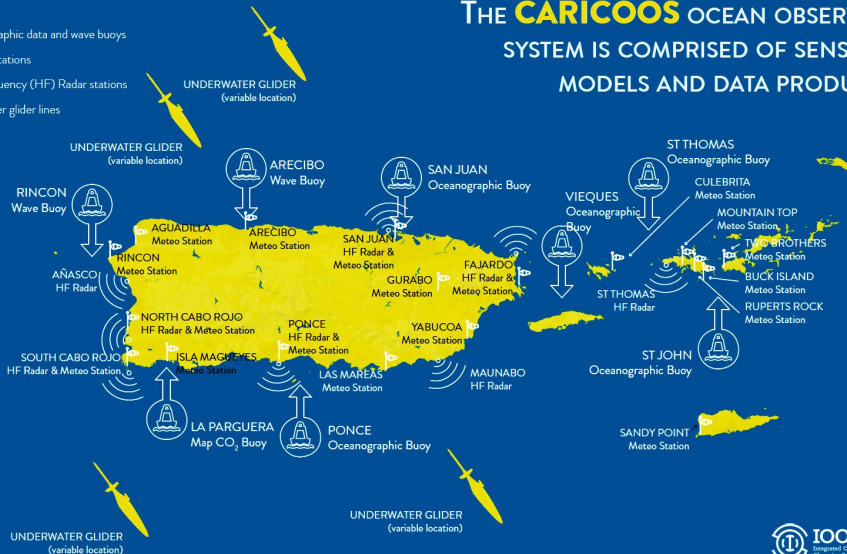 THE CARICOOS OCEAN
SYSTEM IS COMPRISED OF
MODELS AND DATA
data and wave buoys
(HF) Radar stations
glider lines
UNDERWATER GLIDER
(variable location)
UNDERWATER GLIDER
(variable location)
RINCON
Wave Buoy
ARECIBO
Wave Buoy
SAN JUAN
Oceanographic Buoy
VIEQUES
Oceanographic
Buoy
ST THOMAS
Oceanographic Buoy
CULEBRITA
Meteo Station
MOUNTAIN TOP
Meteo Station
TWO BROTHERS
Meteo Station
BUCK ISLAND
Meteo Station
RUPERTS ROCK
Meteo Station
ST THOMAS
HF Radar
ST JOHN
Oceanographic Buoy
AGUADILLA
Meteo Station
RINCON
Meteo Station
AÑASCO
HF Radar
ARECIBO
Meteo Station
SAN JUAN
HF Radar &
Meteo Station
GURABO
Meteo Station
FAJARDO
HF Radar &
Meteo Station
NORTH CABO ROJO
HF Radar & Meteo Station
SOUTH CABO ROJO
HF Radar & Meteo Station
ISLA MAGUEYES
Meteo Station
PONCE
HF Radar &
Meteo Station
YABUCOA
Meteo Station
LAS MAREAS
Meteo Station
MAUNABO
HF Radar
LA PARGUERA
Map CO₂ Buoy
PONCE
Oceanographic Buoy
SANDY POINT
Meteo Station
UNDERWATER GLIDER
(variable location)
UNDERWATER GLIDER
(variable location)
Integrated